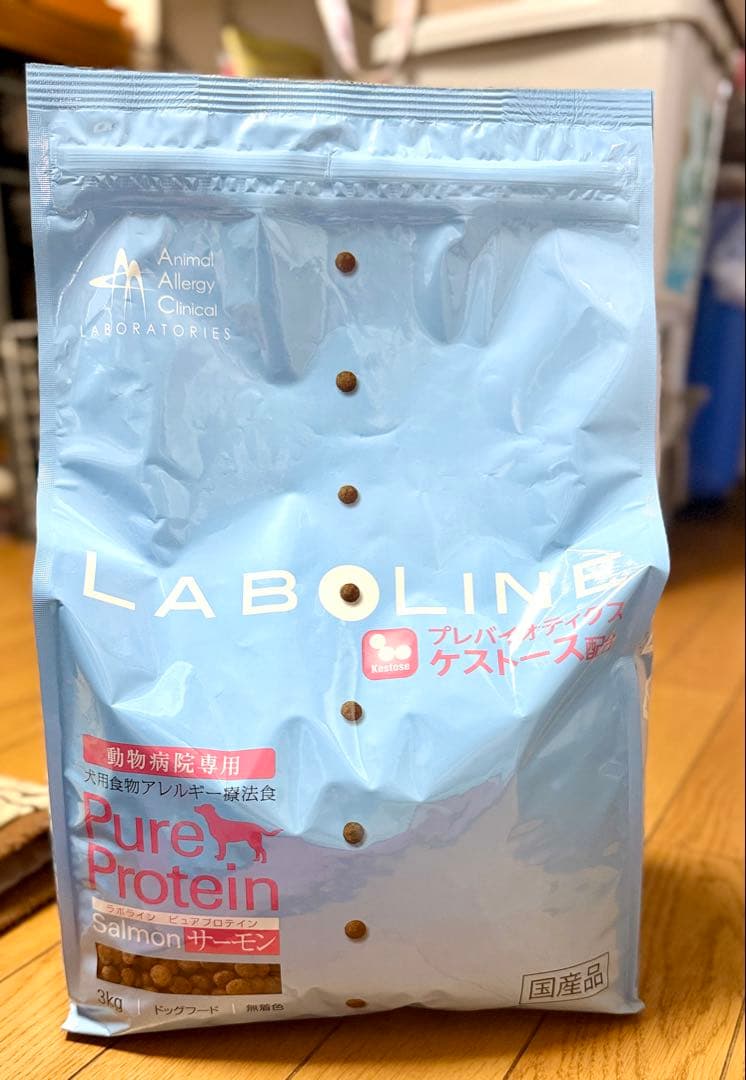 Animal
Allergy
Clinical
LABORATORIES
LABOLINE
プレバイオティクス
Kestose
ケストース配合
動物病院専用
犬用食物アレルギー療法食
Pure
Protein
ラボライン ピュアプロテイン
Salmon サーモン
3kg | ドッグフード | 無着色
国産品